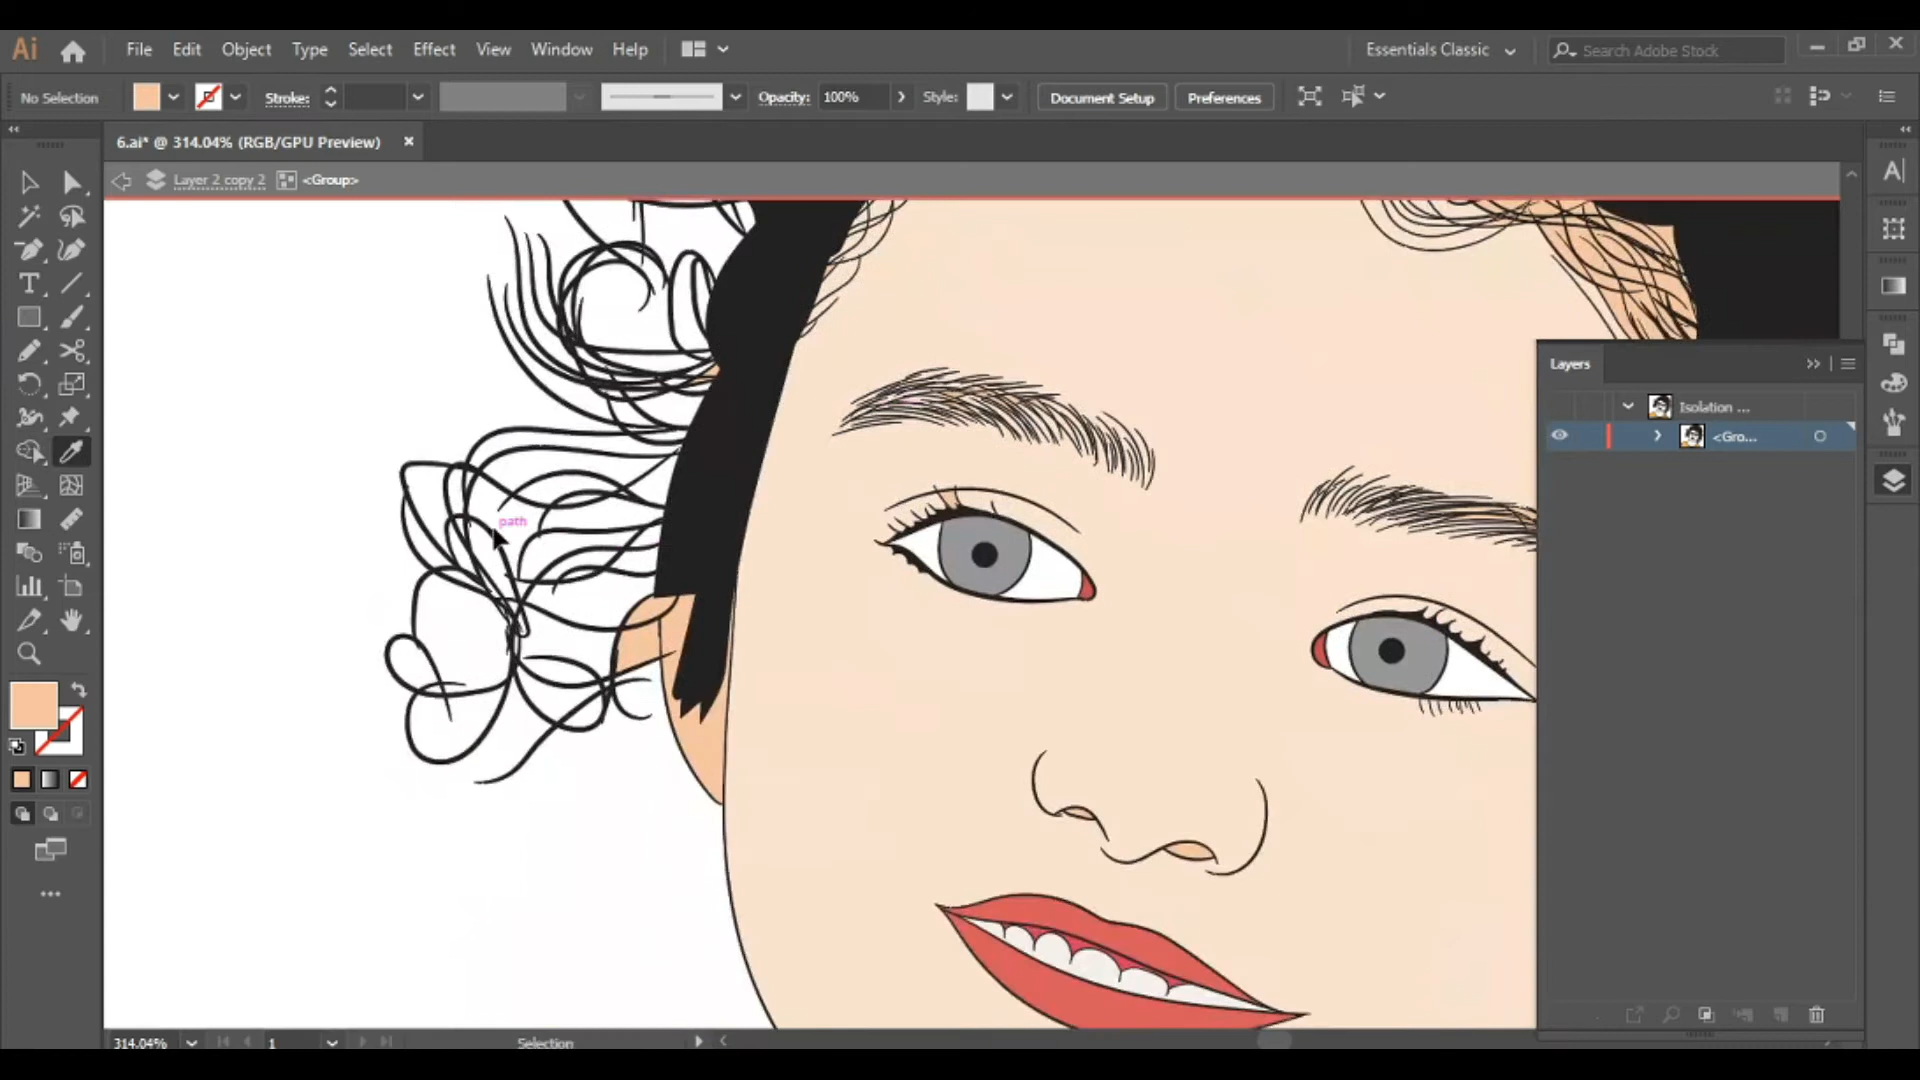 Ai File Edit Object Type Select Effect View Window Help Essentials Classic Search Adobe Stock
No Selection Stroke: Opacity: 100% Style: Document Setup Preferences
6.ai* @ 314.04% (RGB/GPU Preview)
Layer 2 copy 2 <Group>
Layers
Isolation ...
<Gro...
path
314.04% 1 Selection